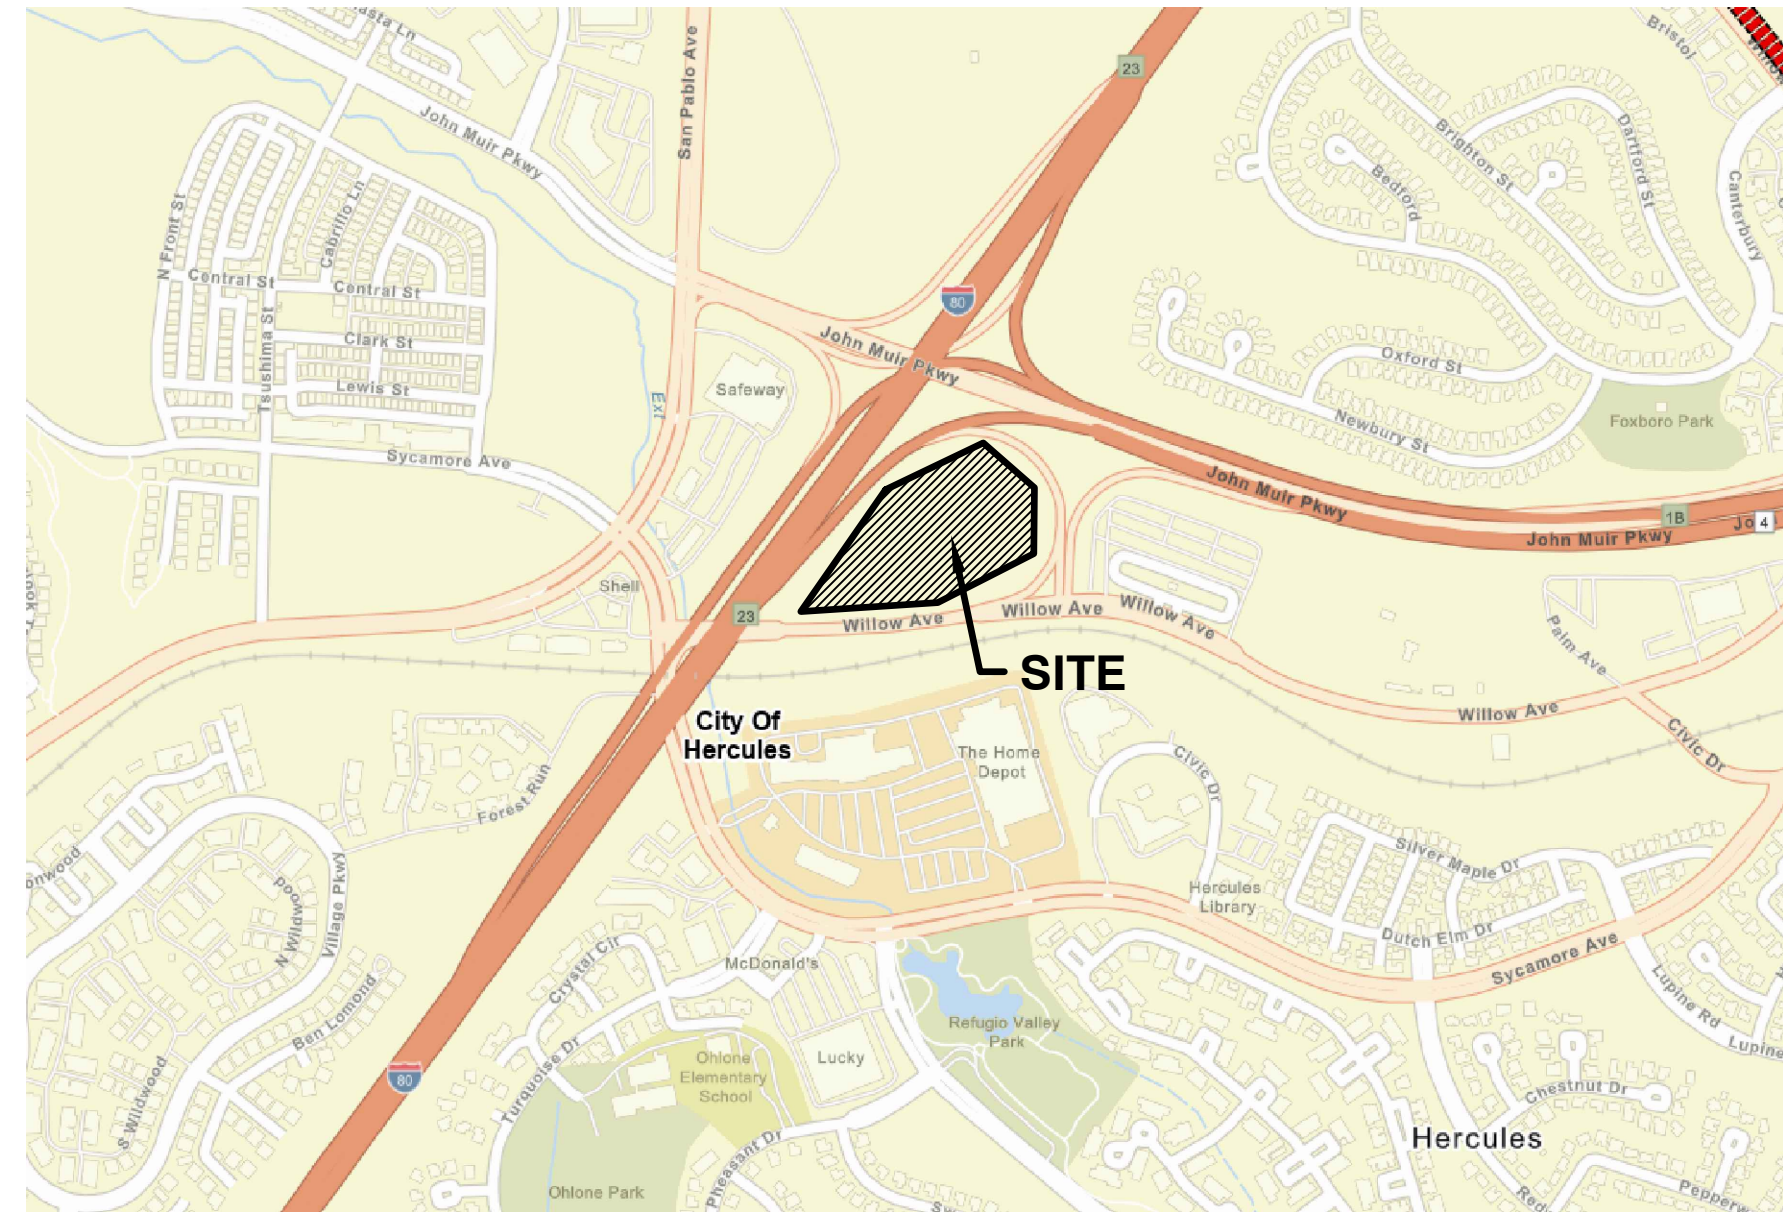 San Pablo Ave
Bristol
23
John Muir Pkwy
Brighton St
Dartford St
Bedford
Canterbury
N Front St
Cabrillo Ln
Central St
Central St
80
Tsushima St
Clark St
John Muir Pkwy
Oxford St
Lewis St
Safeway
Newbury St
Foxboro Park
Sycamore Ave
John Muir Pkwy
1B
4
John Muir Pkwy
Shell
23
Willow Ave
Willow Ave
Willow Ave
Palm Ave
SITE
Willow Ave
City Of
Hercules
Civic Dr
The Home
Depot
Civic Dr
Forest Run
Village Pkwy
Silver Maple Dr
Hercules
Library
N Wildwood
Dutch Elm Dr
Crystal Cir
McDonald's
Sycamore Ave
Ben Lomond
Lupine Rd
Refugio Valley
Park
Lupine
Ohlone
Elementary
School
Lucky
80
Turquoise Dr
Chestnut Dr
S Wildwood
Hercules
Pheasant Dr
Ohlone Park